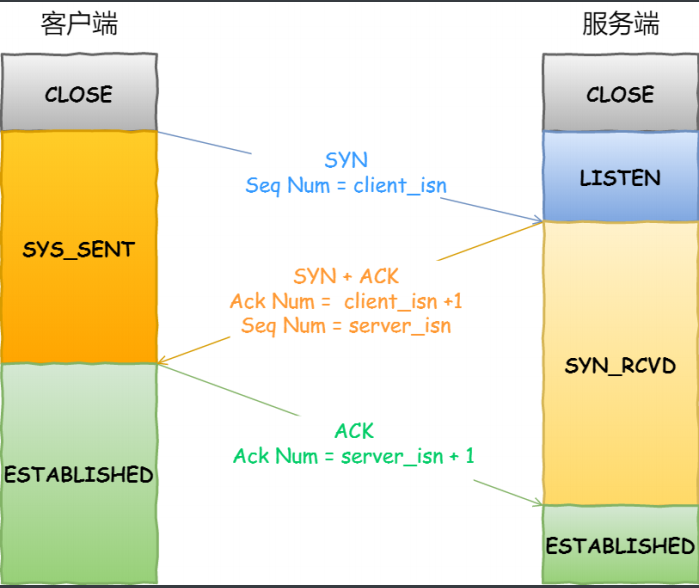 客户端
服务端
CLOSE
CLOSE
SYN
Seq Num = client_isn
LISTEN
SYS_SENT
SYN + ACK
Ack Num = client_isn +1
Seq Num = server_isn
SYN_RCVD
ACK
Ack Num = server_isn + 1
ESTABLISHED
ESTABLISHED